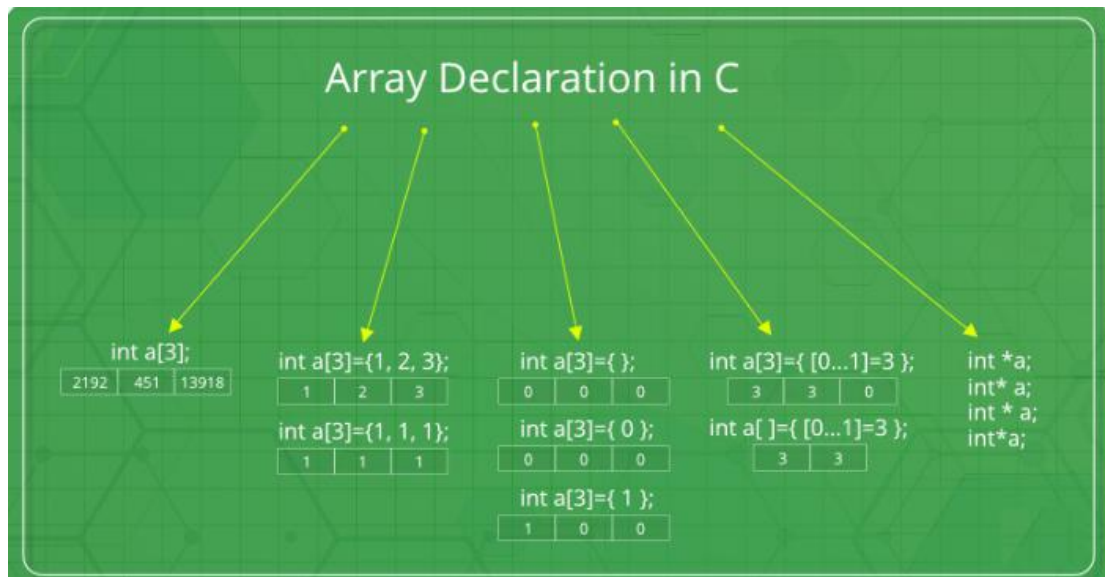 Array Declaration in C
int a[3];
2192 451 13918
int a[3]={1, 2, 3};
1 2 3
int a[3]={1, 1, 1};
1 1 1
int a[3]={ };
0 0 0
int a[3]={ 0 };
0 0 0
int a[3]={ 1 };
1 0 0
int a[3]={ [0...1]=3 };
3 3 0
int a[ ]={ [0...1]=3 };
3 3
int *a;
int* a;
int * a;
int*a;